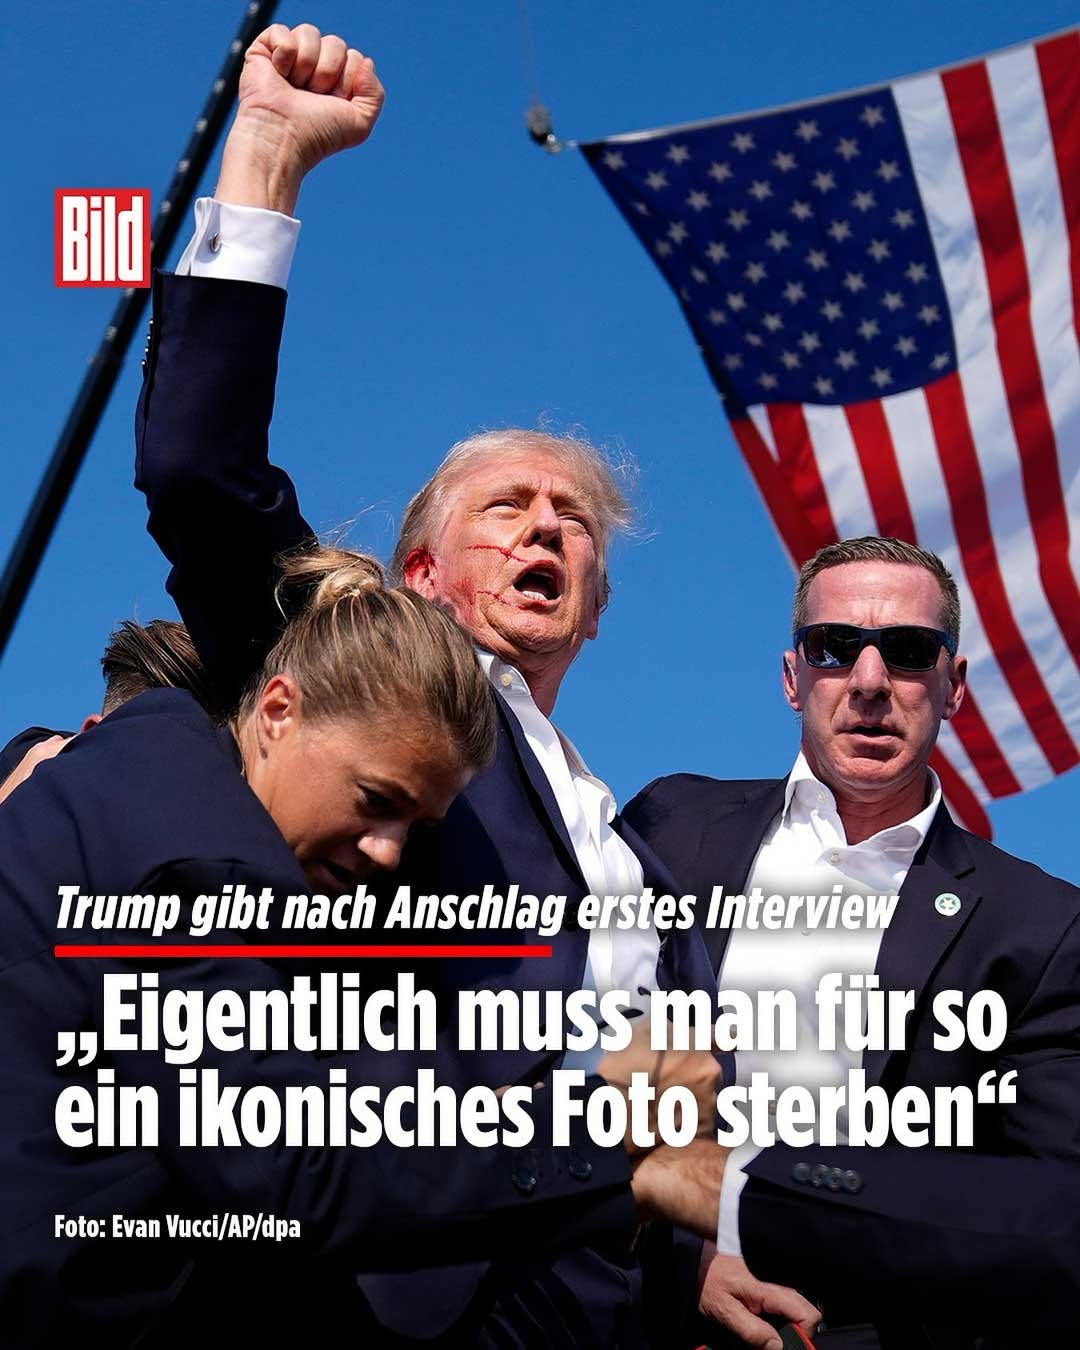 Bild
Trump gibt nach Anschlag erstes Interview
„Eigentlich muss man für so
ein ikonisches Foto sterben“
Foto: Evan Vucci/AP/dpa